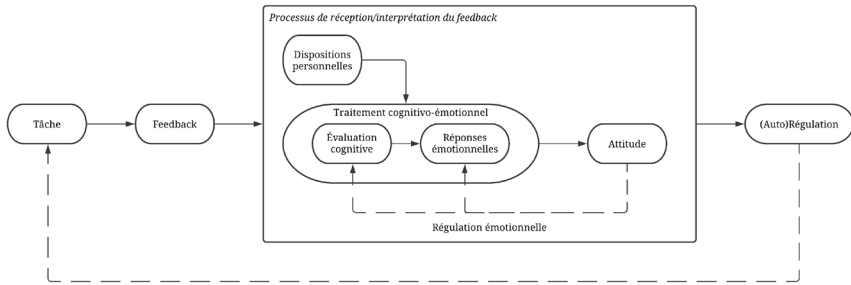 Processus de réception/interprétation du feedback
Dispositions
personnelles
Traitement cognitivo-émotionnel
Tâche
Feedback
Évaluation
cognitive
Réponses
émotionnelles
Attitude
(Auto)Régulation
Régulation émotionnelle